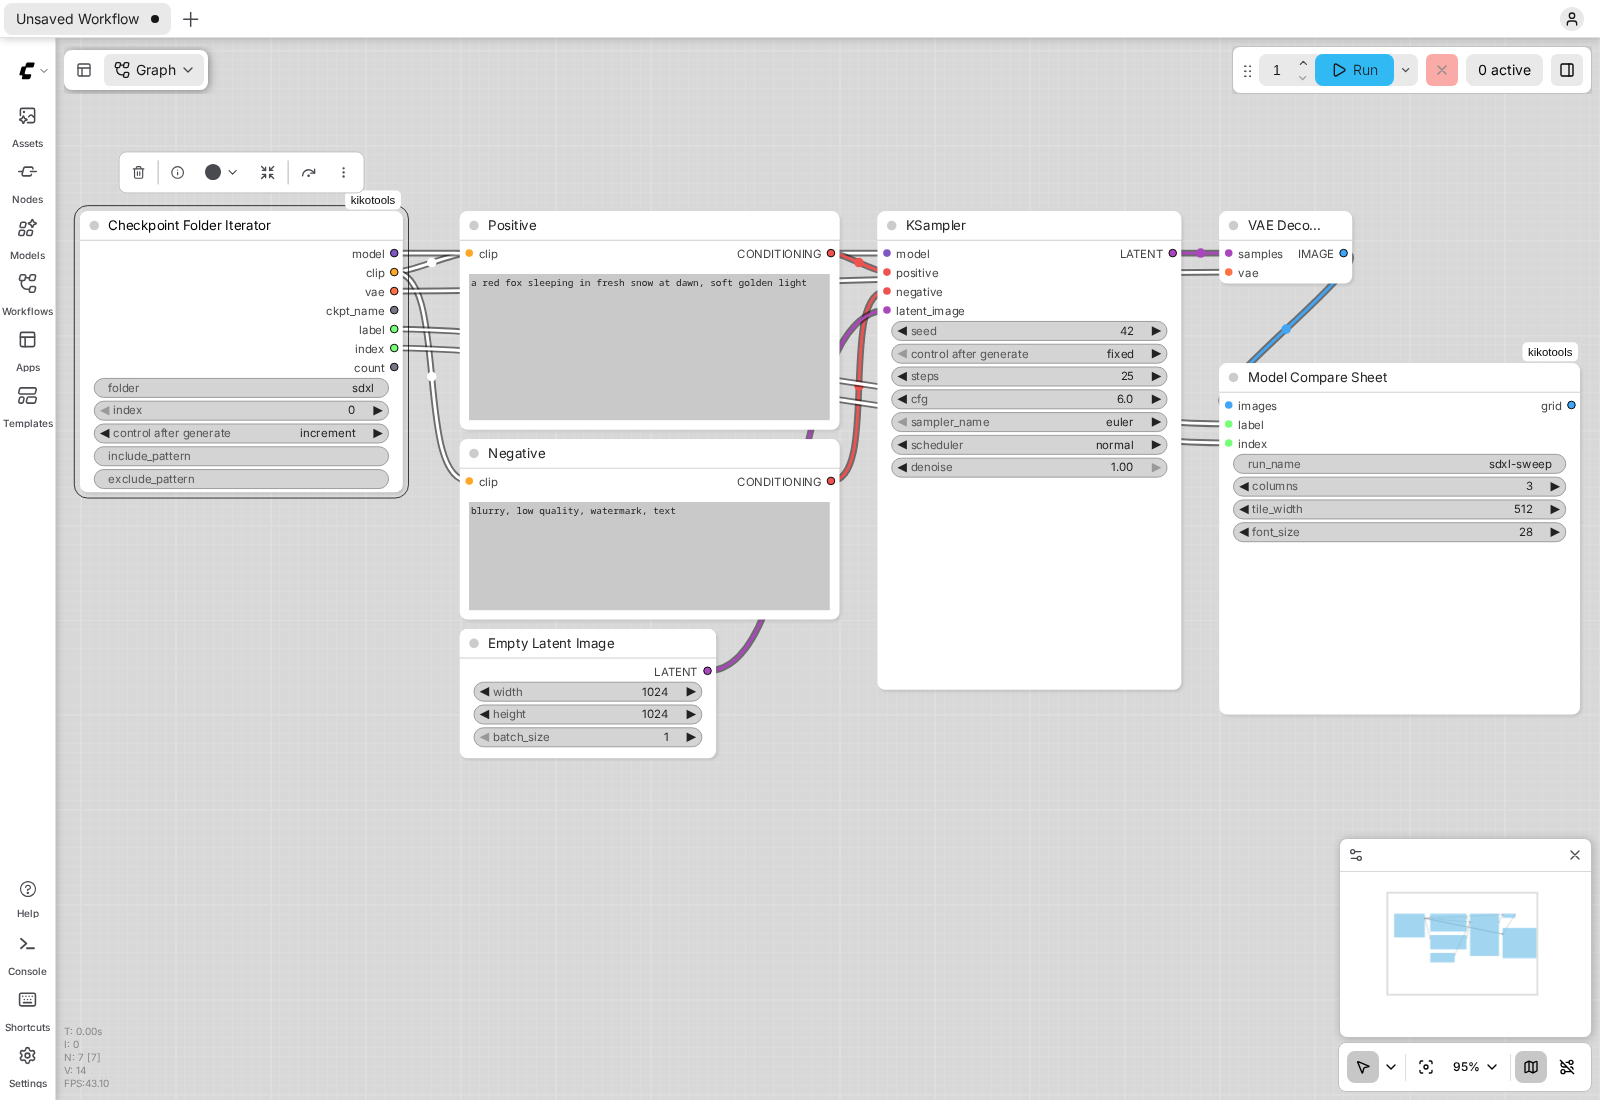 Unsaved Workflow
Graph
1
Run
0 active
Assets
Nodes
Models
Workflows
Apps
Templates
Help
Console
Shortcuts
Settings
kikotools
Checkpoint Folder Iterator
model
clip
vae
ckpt_name
label
index
count
folder sdxl
index 0
control after generate increment
include_pattern
exclude_pattern
Positive
clip CONDITIONING
a red fox sleeping in fresh snow at dawn, soft golden light
Negative
clip CONDITIONING
blurry, low quality, watermark, text
Empty Latent Image
LATENT
width 1024
height 1024
batch_size 1
KSampler
model LATENT
positive
negative
latent_image
seed 42
control after generate fixed
steps 25
cfg 6.0
sampler_name euler
scheduler normal
denoise 1.00
VAE Deco...
samples IMAGE
vae
kikotools
Model Compare Sheet
images grid
label
index
run_name sdxl-sweep
columns 3
tile_width 512
font_size 28
T: 0.00s
I: 0
N: 7 [7]
V: 14
FPS:43.10
95%